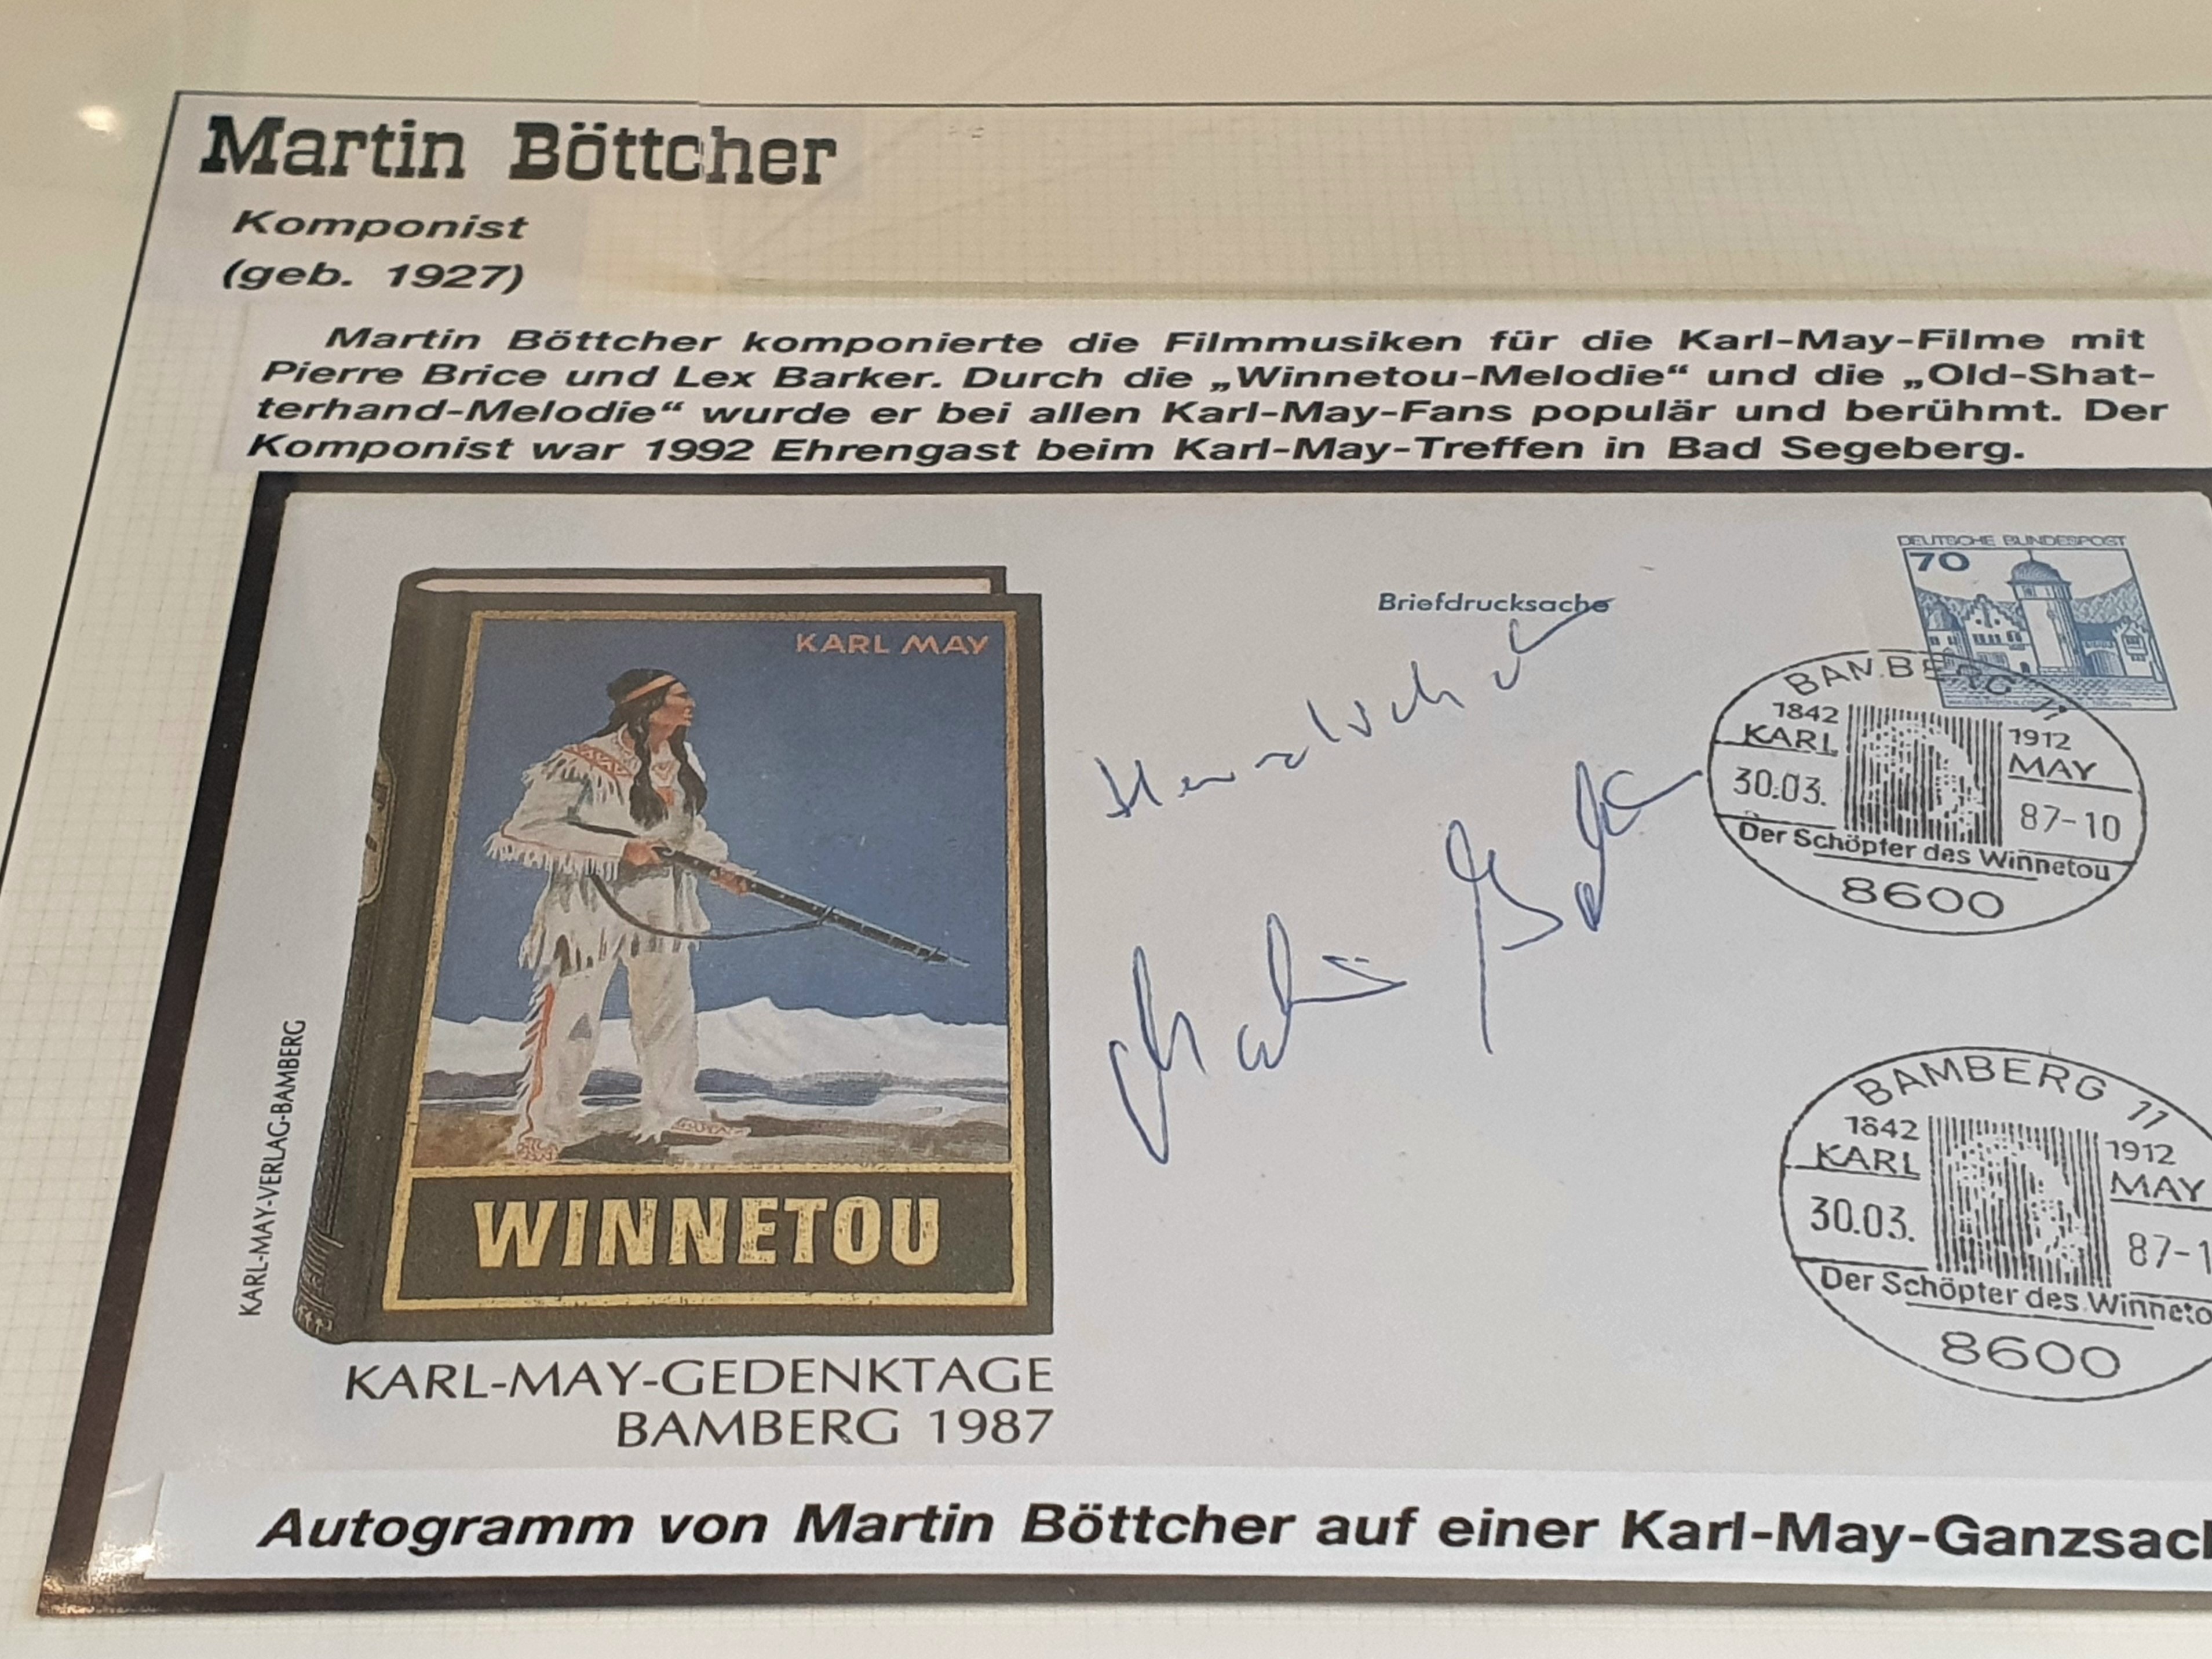 Martin Böttcher
Komponist
(geb. 1927)
Martin Böttcher komponierte die Filmmusiken für die Karl-May-Filme mit
Pierre Brice und Lex Barker. Durch die „Winnetou-Melodie“ und die „Old-Shat-
terhand-Melodie“ wurde er bei allen Karl-May-Fans populär und berühmt. Der
Komponist war 1992 Ehrengast beim Karl-May-Treffen in Bad Segeberg.
KARL MAY
WINNETOU
KARL-MAY-VERLAG-BAMBERG
KARL-MAY-GEDENKTAGE
BAMBERG 1987
Briefdrucksache
DEUTSCHE BUNDESPOST
70
BAMBERG 11
1842 1912
KARL MAY
30.03. 87-10
Der Schöpfer des Winnetou
8600
BAMBERG 11
1842 1912
KARL MAY
30.03. 87-1
Der Schöpfer des Winneto
8600
Autogramm von Martin Böttcher auf einer Karl-May-Ganzsach